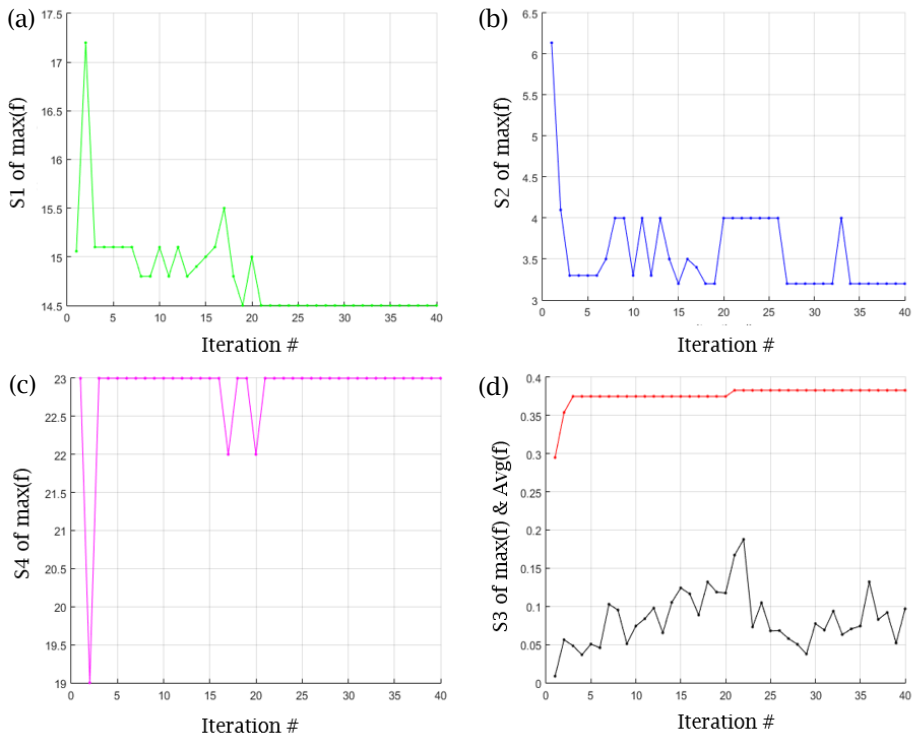 (a)
17.5
17
16.5
16
15.5
15
14.5
S1 of max(f)
0 5 10 15 20 25 30 35 40
Iteration #
(b)
6.5
6
5.5
5
4.5
4
3.5
3
S2 of max(f)
0 5 10 15 20 25 30 35 40
Iteration #
(c)
23
22.5
22
21.5
21
20.5
20
19.5
19
S4 of max(f)
0 5 10 15 20 25 30 35 40
Iteration #
(d)
0.4
0.35
0.3
0.25
0.2
0.15
0.1
0.05
0
S3 of max(f) & Avg(f)
0 5 10 15 20 25 30 35 40
Iteration #